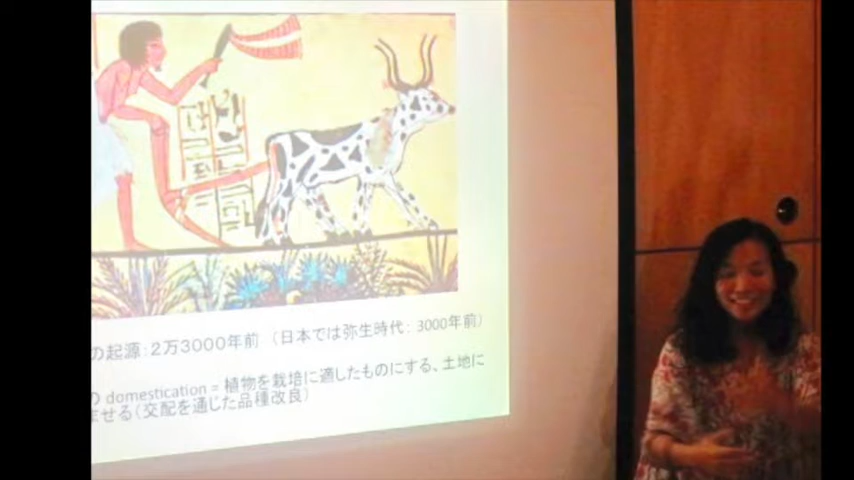 の起源：2万3000年前 （日本では弥生時代： 3000年前）
の domestication = 植物を栽培に適したものにする、土地に
ませる（交配を通じた品種改良）